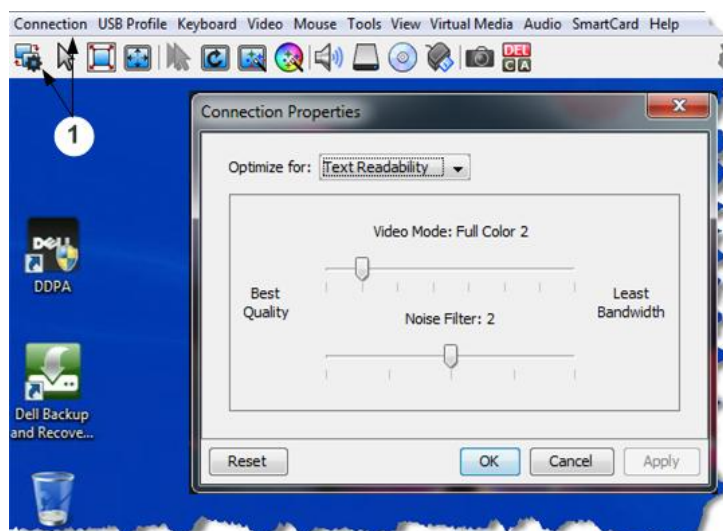 Connection USB Profile Keyboard Video Mouse Tools View Virtual Media Audio SmartCard Help
DEL
C A
1
Connection Properties
Optimize for: Text Readability
Video Mode: Full Color 2
Best
Quality
Least
Bandwidth
Noise Filter: 2
Reset OK Cancel Apply
DELL
DDPA
Dell Backup
and Recove...